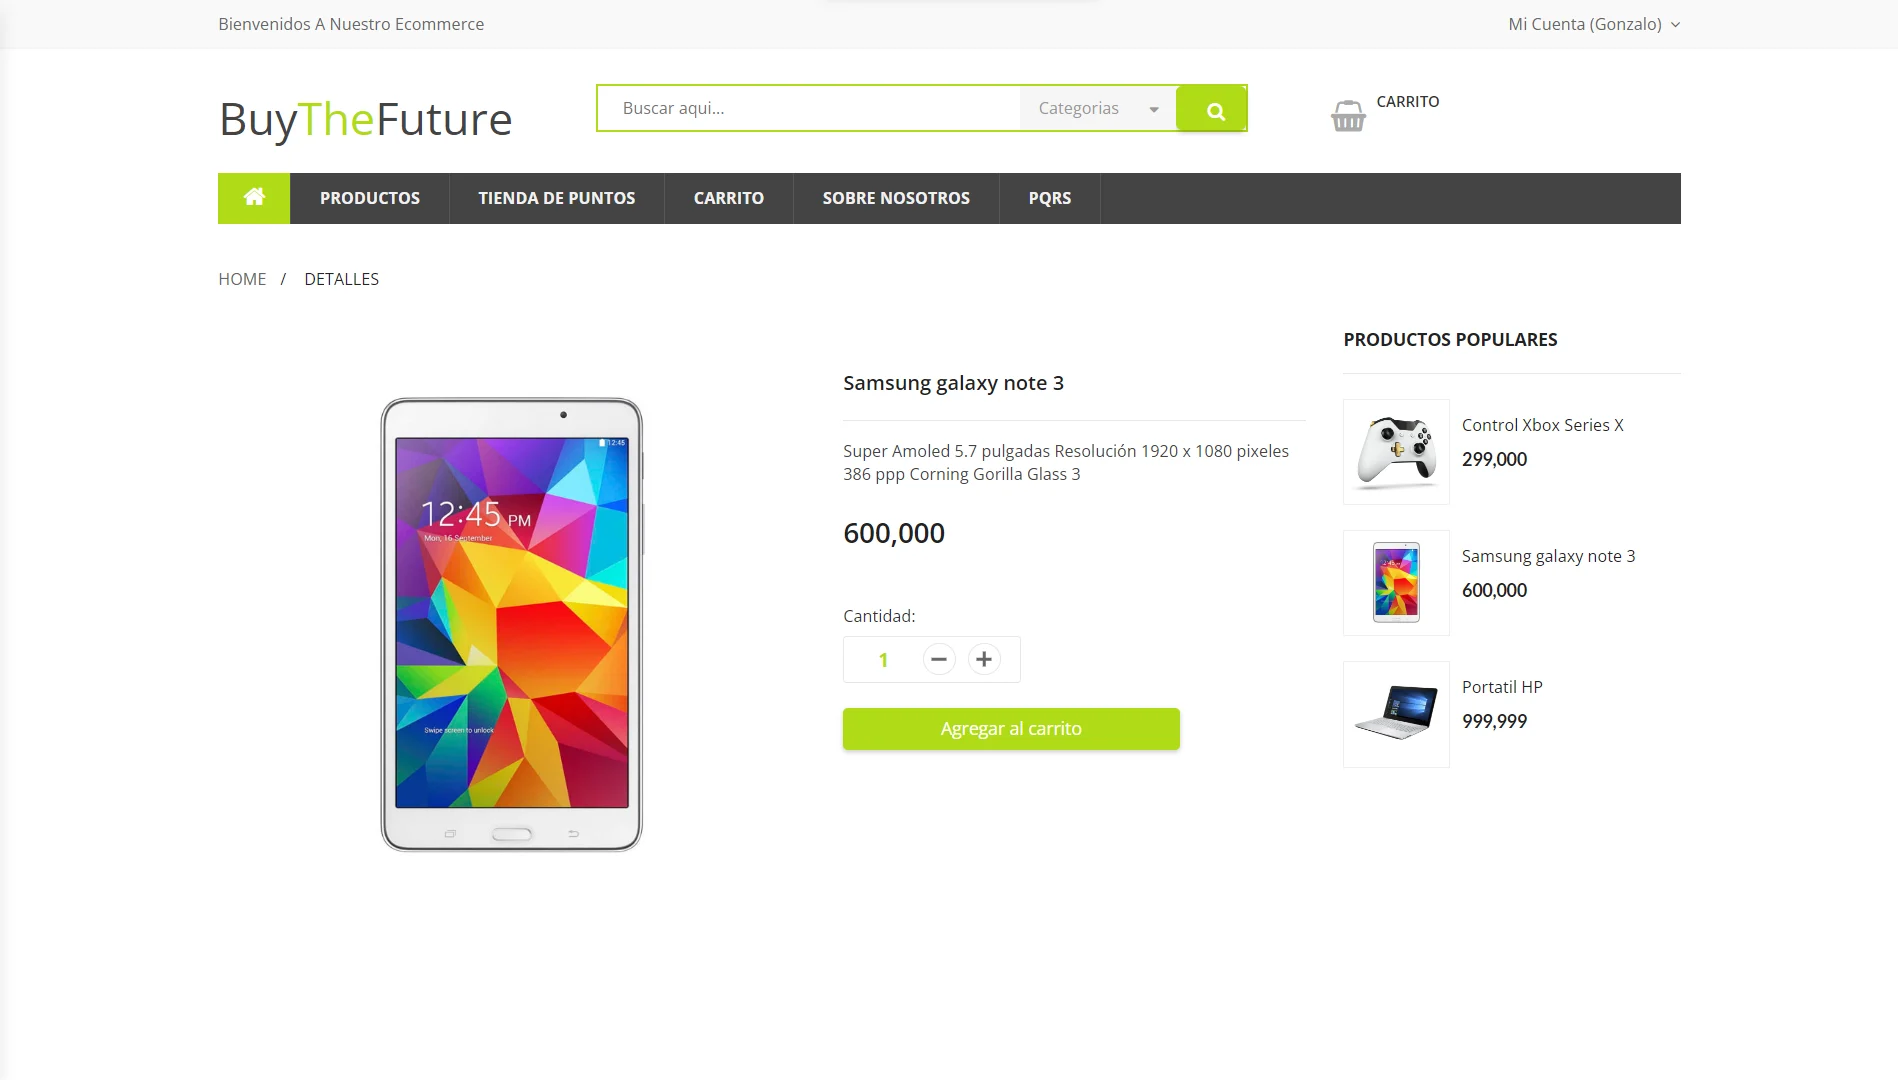 Bienvenidos A Nuestro Ecommerce
Mi Cuenta (Gonzalo)
BuyTheFuture
Buscar aqui...
Categorias
CARRITO
PRODUCTOS
TIENDA DE PUNTOS
CARRITO
SOBRE NOSOTROS
PQRS
HOME / DETALLES
12:45
12:45 PM
Mon, 16 September
Swipe screen to unlock
Samsung galaxy note 3
Super Amoled 5.7 pulgadas Resolución 1920 x 1080 pixeles
386 ppp Corning Gorilla Glass 3
600,000
Cantidad:
1
Agregar al carrito
PRODUCTOS POPULARES
Control Xbox Series X
299,000
Samsung galaxy note 3
600,000
Portatil HP
999,999